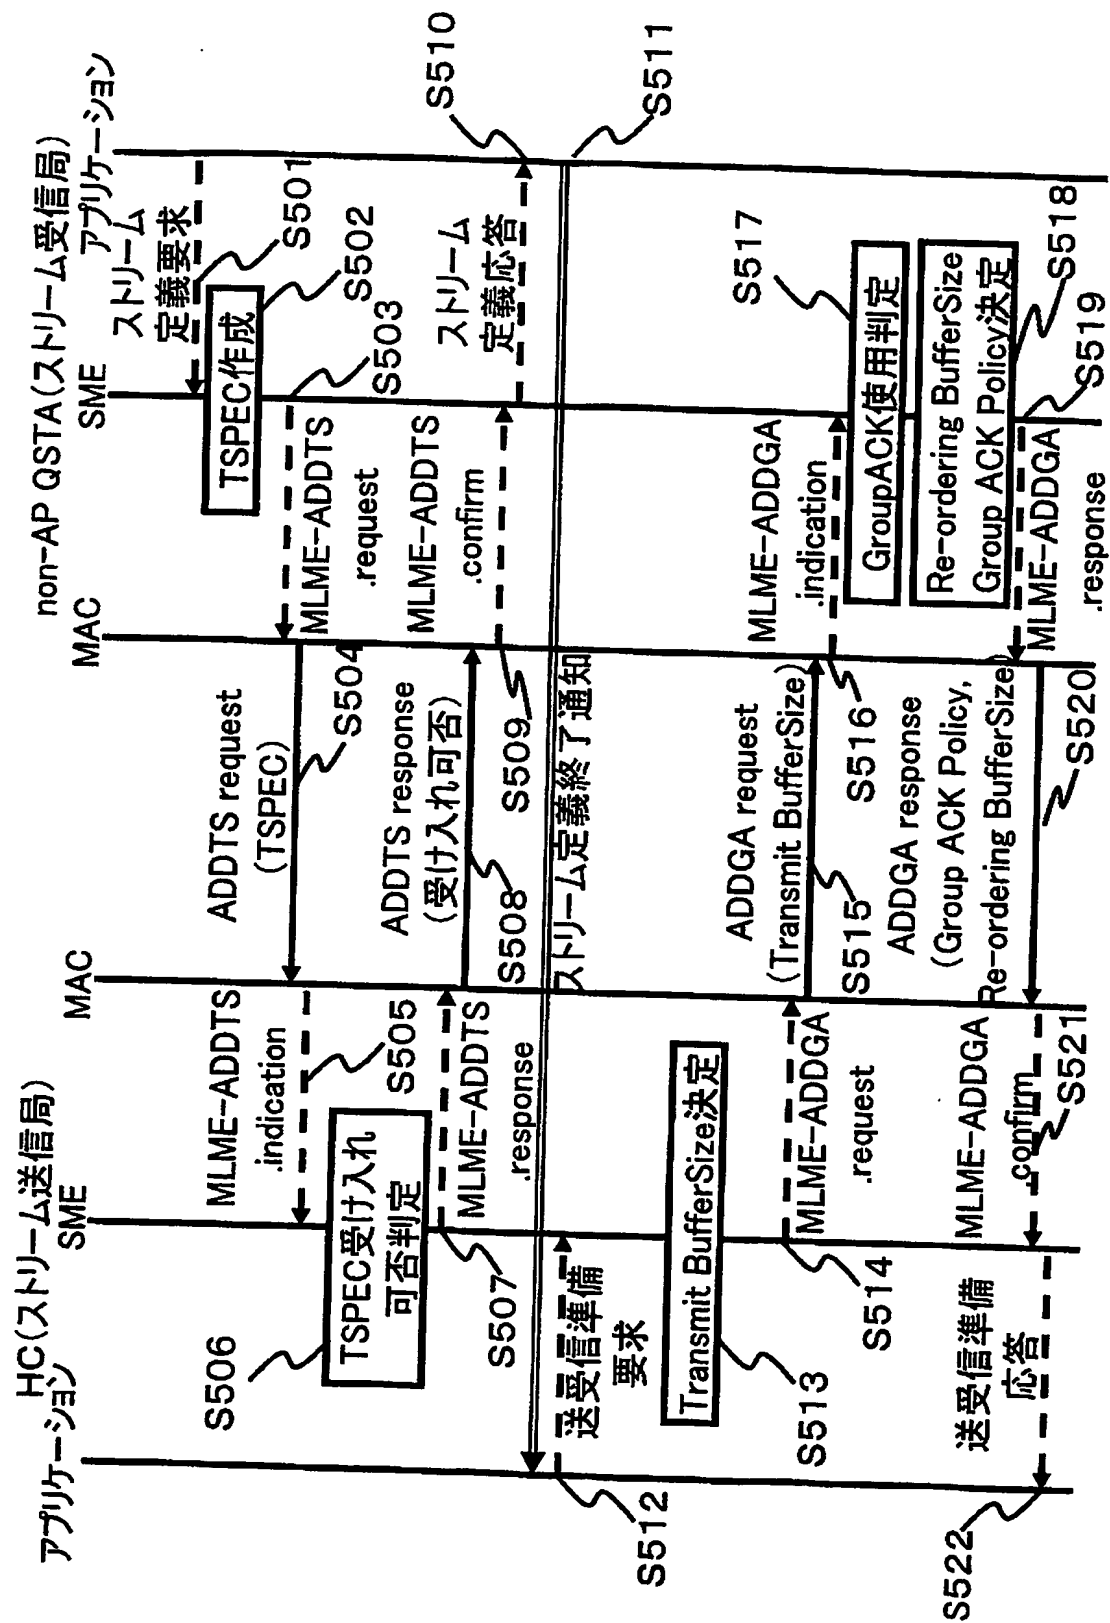 HC(ストリーム送信局)
アプリケーション
SME
MAC
non-AP QSTA(ストリーム受信局)
MAC
SME
アプリケーション
ストリーム
定義要求
S501
TSPEC作成
S502
S503
MLME-ADDTS
.request
ADDTS request
(TSPEC)
S504
MLME-ADDTS
.indication
S505
S506
TSPEC受け入れ
可否判定
S507
MLME-ADDTS
.response
ADDTS response
(受け入れ可否)
S508
MLME-ADDTS
.confirm
S509
ストリーム
定義応答
S510
S511
ストリーム定義終了通知
S512
送受信準備
要求
Transmit BufferSize決定
S513
S514
MLME-ADDGA
.request
ADDGA request
(Transmit BufferSize)
S515
S516
MLME-ADDGA
.indication
S517
GroupACK使用判定
Re-ordering BufferSize
Group ACK Policy決定
S518
S519
MLME-ADDGA
.response
ADDGA response
(Group ACK Policy,
Re-ordering BufferSize)
S520
MLME-ADDGA
.confirm
S521
送受信準備
応答
S522